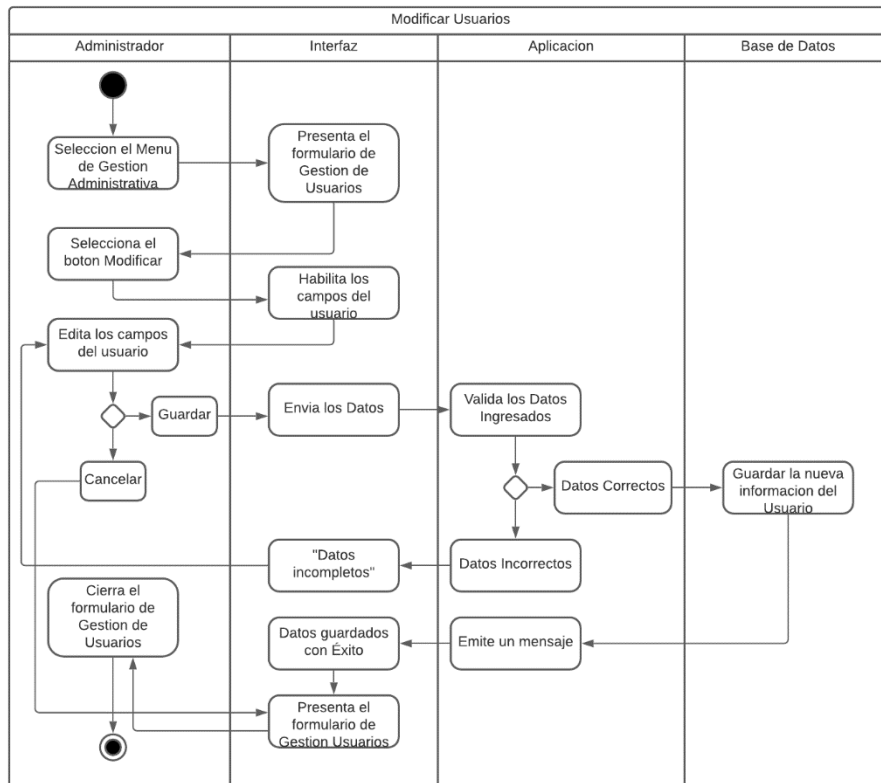 Modificar Usuarios
Administrador
Interfaz
Aplicacion
Base de Datos
Seleccion el Menu
de Gestion
Administrativa
Presenta el
formulario de
Gestion de
Usuarios
Selecciona el
boton Modificar
Habilita los
campos del
usuario
Edita los campos
del usuario
Guardar
Envia los Datos
Valida los Datos
Ingresados
Cancelar
Datos Correctos
Guardar la nueva
informacion del
Usuario
"Datos
incompletos"
Datos Incorrectos
Cierra el
formulario de
Gestion de
Usuarios
Datos guardados
con Éxito
Emite un mensaje
Presenta el
formulario de
Gestion Usuarios